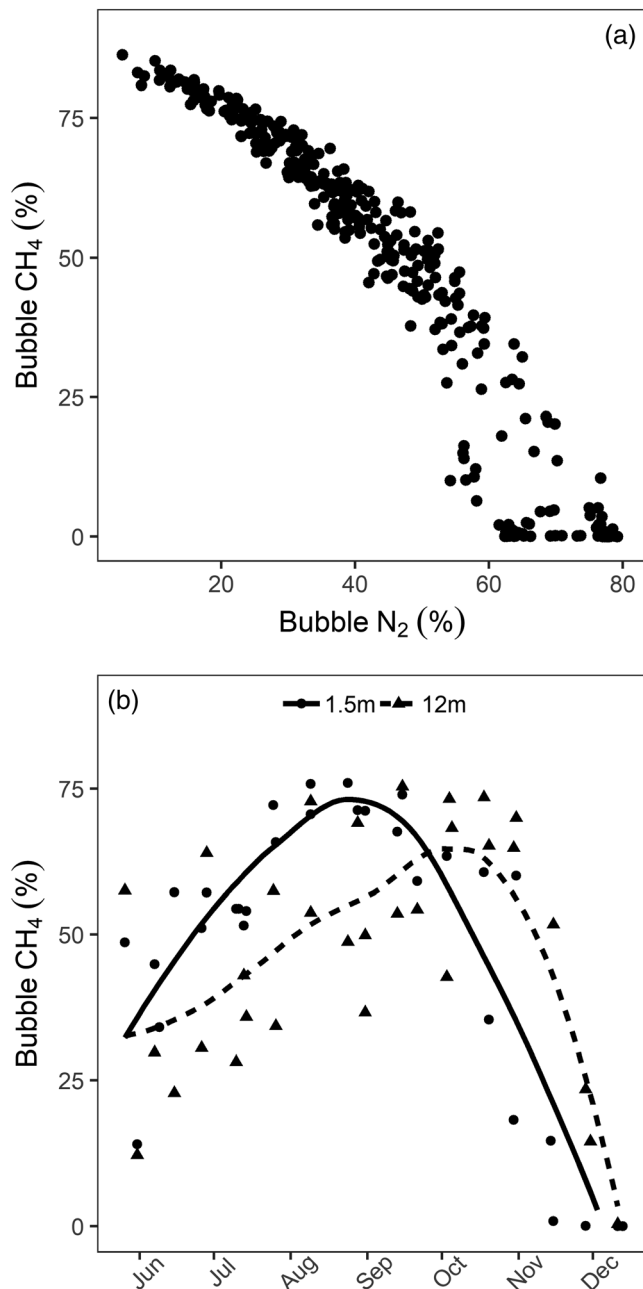 (a)
Bubble CH₄ (%)
75
50
25
0
20 40 60 80
Bubble N₂ (%)
(b)
1.5m 12m
Bubble CH₄ (%)
75
50
25
0
Jun Jul Aug Sep Oct Nov Dec